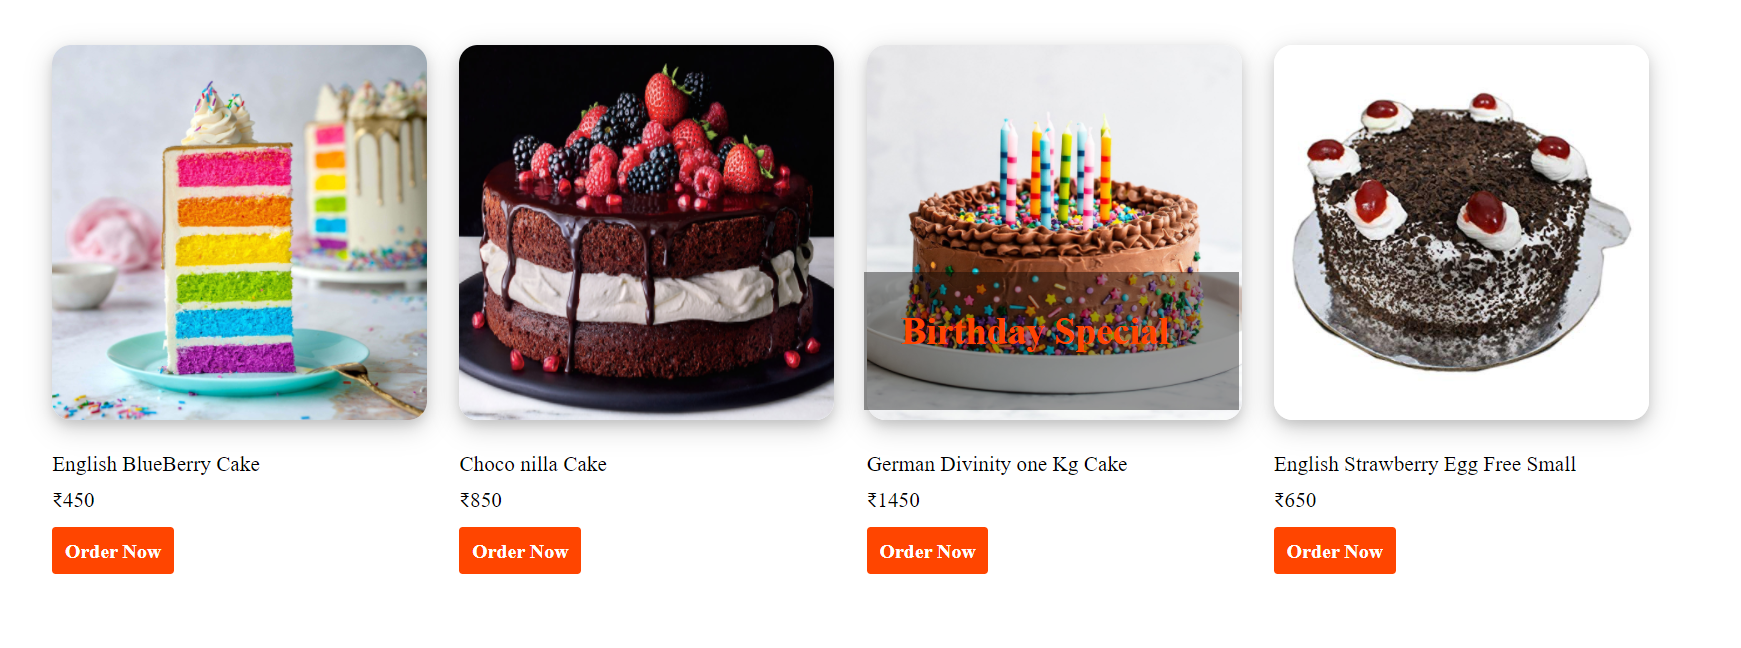 Birthday Special
English BlueBerry Cake
₹450
Order Now
Choco nilla Cake
₹850
Order Now
German Divinity one Kg Cake
₹1450
Order Now
English Strawberry Egg Free Small
₹650
Order Now